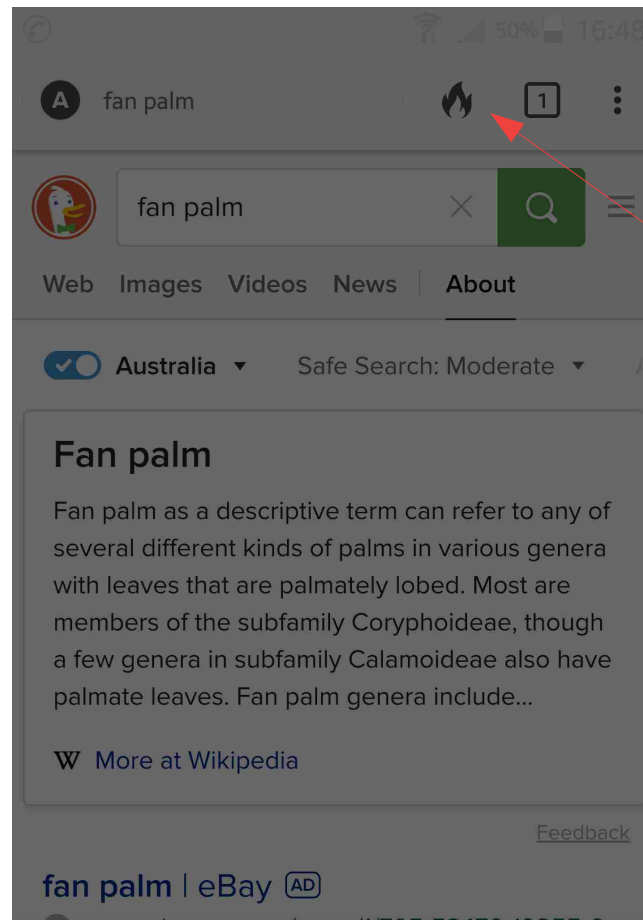 50% 16:48
A fan palm 1
fan palm
Web Images Videos News About
Australia Safe Search: Moderate
Fan palm
Fan palm as a descriptive term can refer to any of
several different kinds of palms in various genera
with leaves that are palmately lobed. Most are
members of the subfamily Coryphoideae, though
a few genera in subfamily Calamoideae also have
palmate leaves. Fan palm genera include...
W More at Wikipedia
Feedback
fan palm | eBay AD